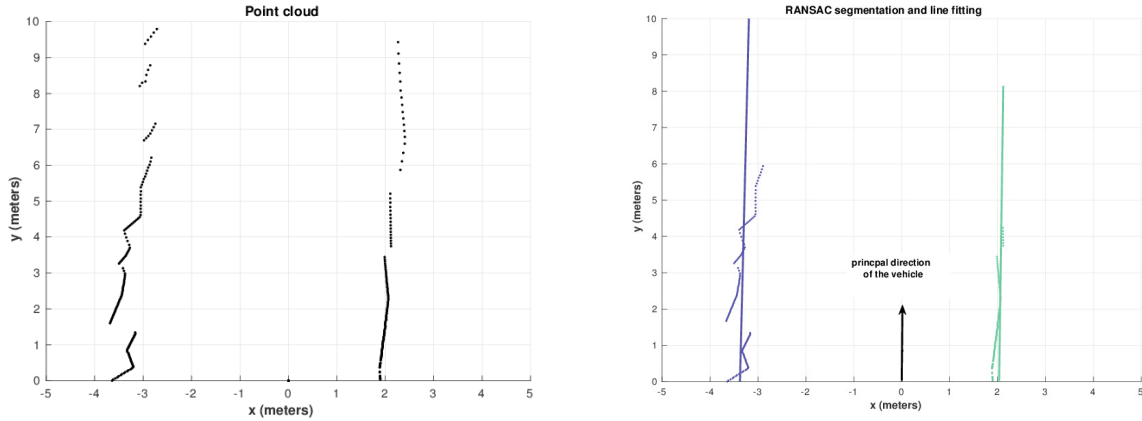 Point cloud
10
9
8
7
6
5
4
3
2
1
0
-5 -4 -3 -2 -1 0 1 2 3 4 5
y (meters)
x (meters)
RANSAC segmentation and line fitting
10
9
8
7
6
5
4
3
2
1
0
-5 -4 -3 -2 -1 0 1 2 3 4 5
y (meters)
x (meters)
princpal direction
of the vehicle